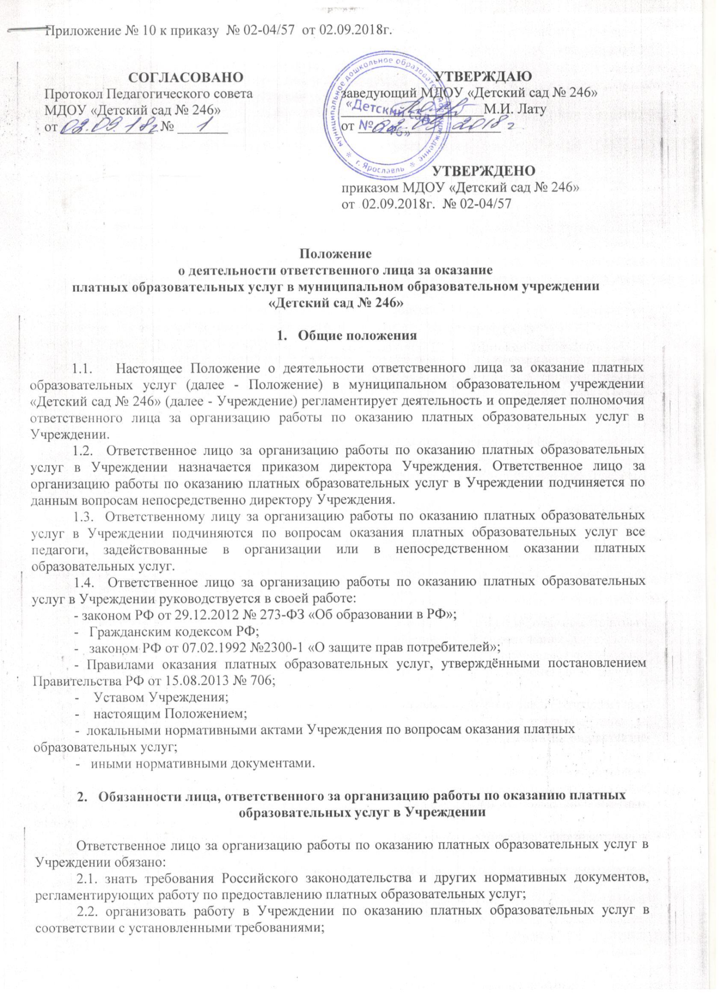 Приложение № 10 к приказу № 02-04/57 от 02.09.2018г.
СОГЛАСОВАНО
Протокол Педагогического совета
МДОУ «Детский сад № 246»
от 02.09.18г № 1
УТВЕРЖДАЮ
заведующий МДОУ «Детский сад № 246»
М.И. Лату
от 02.09.2018г
муниципальное дошкольное образовательное учреждение
г. Ярославль
«Детский сад
№ 246»
УТВЕРЖДЕНО
приказом МДОУ «Детский сад № 246»
от 02.09.2018г. № 02-04/57
Положение
о деятельности ответственного лица за оказание
платных образовательных услуг в муниципальном образовательном учреждении
«Детский сад № 246»
1. Общие положения
1.1. Настоящее Положение о деятельности ответственного лица за оказание платных
образовательных услуг (далее - Положение) в муниципальном образовательном учреждении
«Детский сад № 246» (далее - Учреждение) регламентирует деятельность и определяет полномочия
ответственного лица за организацию работы по оказанию платных образовательных услуг в
Учреждении.
1.2. Ответственное лицо за организацию работы по оказанию платных образовательных
услуг в Учреждении назначается приказом директора Учреждения. Ответственное лицо за
организацию работы по оказанию платных образовательных услуг в Учреждении подчиняется по
данным вопросам непосредственно директору Учреждения.
1.3. Ответственному лицу за организацию работы по оказанию платных образовательных
услуг в Учреждении подчиняются по вопросам оказания платных образовательных услуг все
педагоги, задействованные в организации или в непосредственном оказании платных
образовательных услуг.
1.4. Ответственное лицо за организацию работы по оказанию платных образовательных
услуг в Учреждении руководствуется в своей работе:
- законом РФ от 29.12.2012 № 273-ФЗ «Об образовании в РФ»;
- Гражданским кодексом РФ;
- законом РФ от 07.02.1992 №2300-1 «О защите прав потребителей»;
- Правилами оказания платных образовательных услуг, утверждёнными постановлением
Правительства РФ от 15.08.2013 № 706;
- Уставом Учреждения;
- настоящим Положением;
- локальными нормативными актами Учреждения по вопросам оказания платных
образовательных услуг;
- иными нормативными документами.
2. Обязанности лица, ответственного за организацию работы по оказанию платных
образовательных услуг в Учреждении
Ответственное лицо за организацию работы по оказанию платных образовательных услуг в
Учреждении обязано:
2.1. знать требования Российского законодательства и других нормативных документов,
регламентирующих работу по предоставлению платных образовательных услуг;
2.2. организовать работу в Учреждении по оказанию платных образовательных услуг в
соответствии с установленными требованиями;